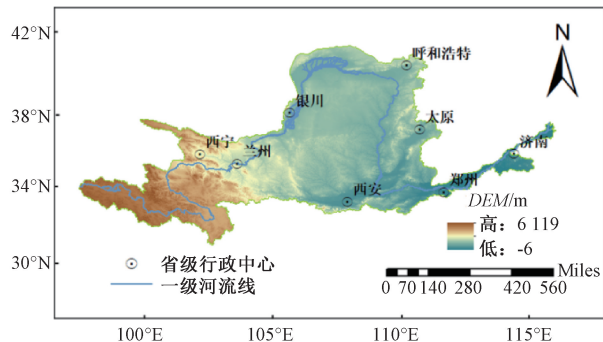 42°N
38°N
34°N
30°N
100°E
105°E
110°E
115°E
N
呼和浩特
银川
太原
西宁
兰州
济南
西安
郑州
DEM/m
高：6 119
低：-6
省级行政中心
一级河流线
Miles
0 70 140 280 420 560